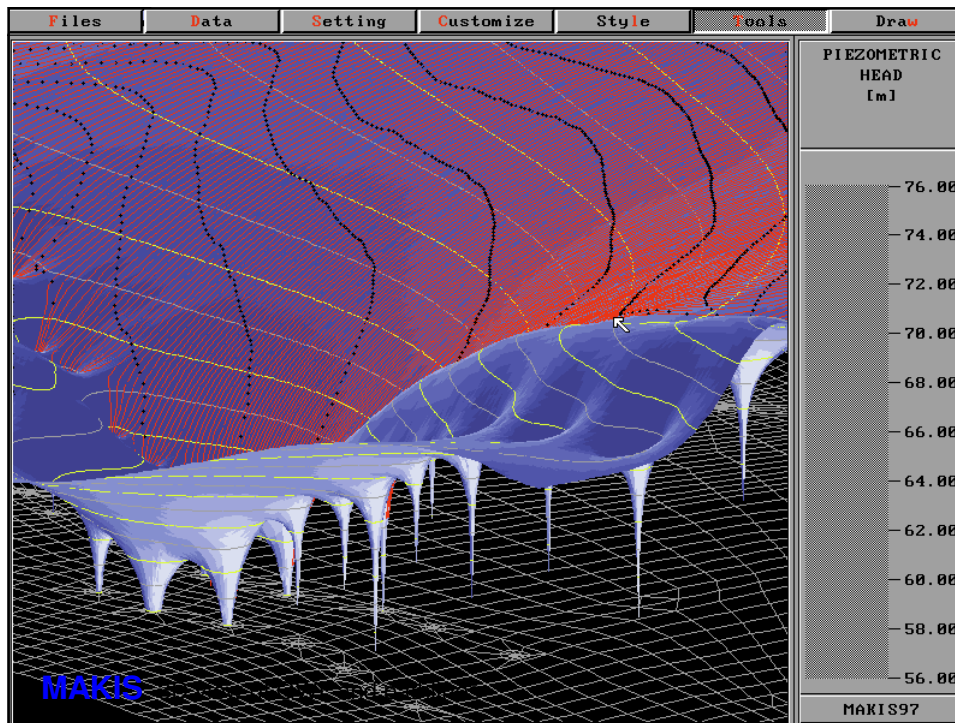 Files Data Setting Customize Style Tools Draw
PIEZOMETRIC
HEAD
[m]
76.00
74.00
72.00
70.00
68.00
66.00
64.00
62.00
60.00
58.00
56.00
MAKIS
MAKIS97